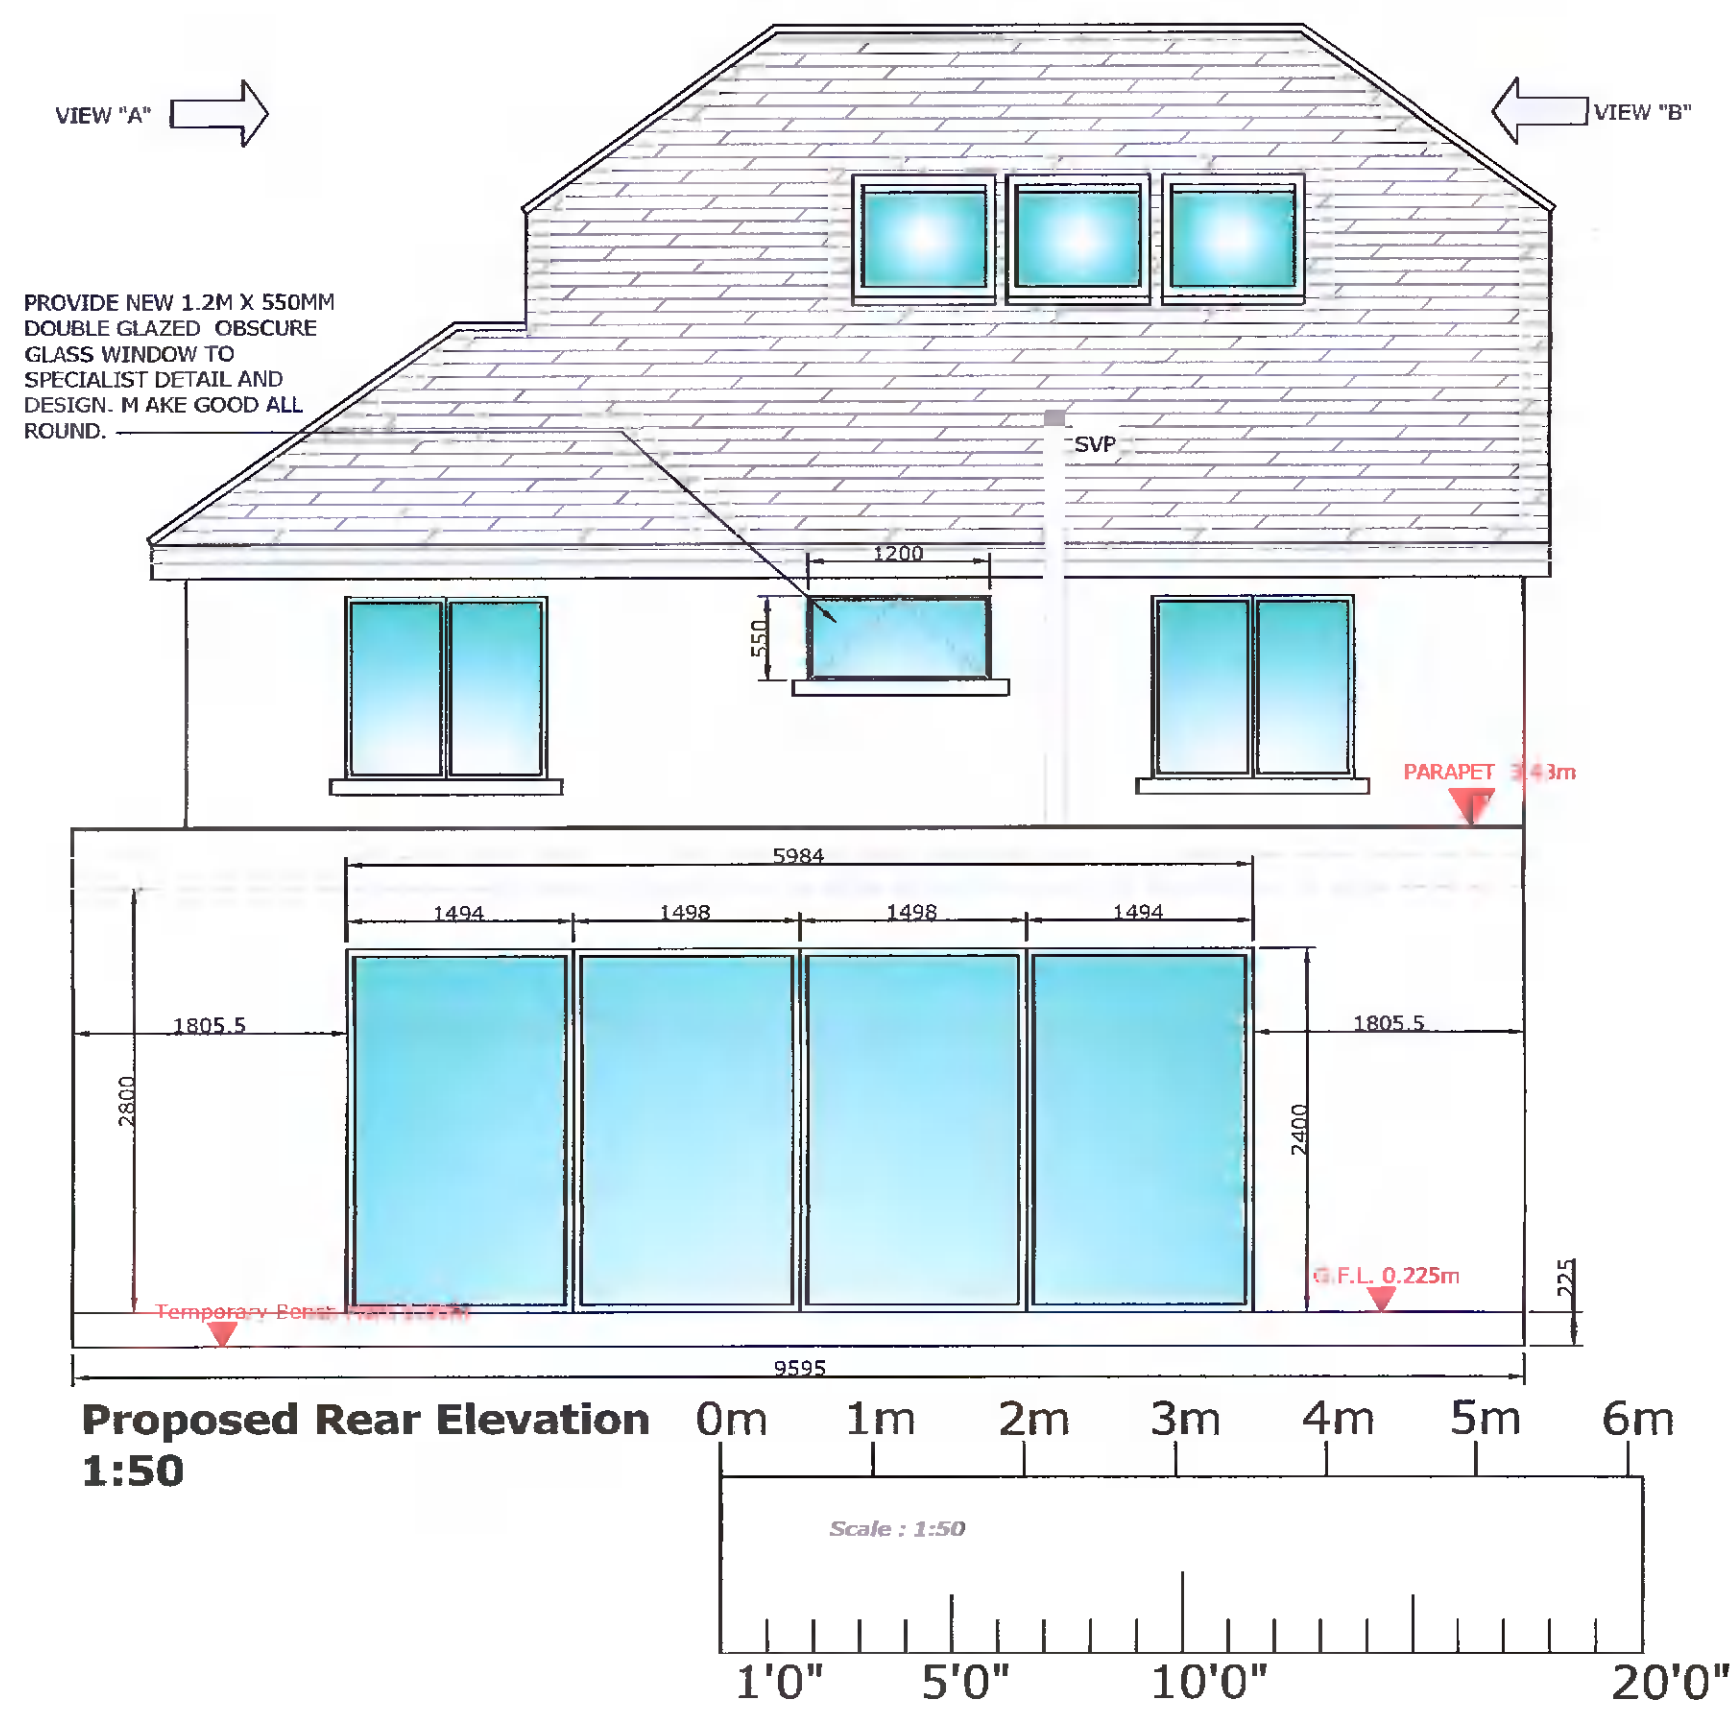 VIEW "A"
VIEW "B"
PROVIDE NEW 1.2M X 550MM
DOUBLE GLAZED OBSCURE
GLASS WINDOW TO
SPECIALIST DETAIL AND
DESIGN. M AKE GOOD ALL
ROUND.
SVP
1200
550
PARAPET
5984
1494 1498 1498 1494
1805.5
1805.5
2800
2400
G.F.L. 0.225m
225
Temporary Bench
9595
Proposed Rear Elevation
1:50
0m 1m 2m 3m 4m 5m 6m
Scale : 1:50
1'0" 5'0" 10'0" 20'0"